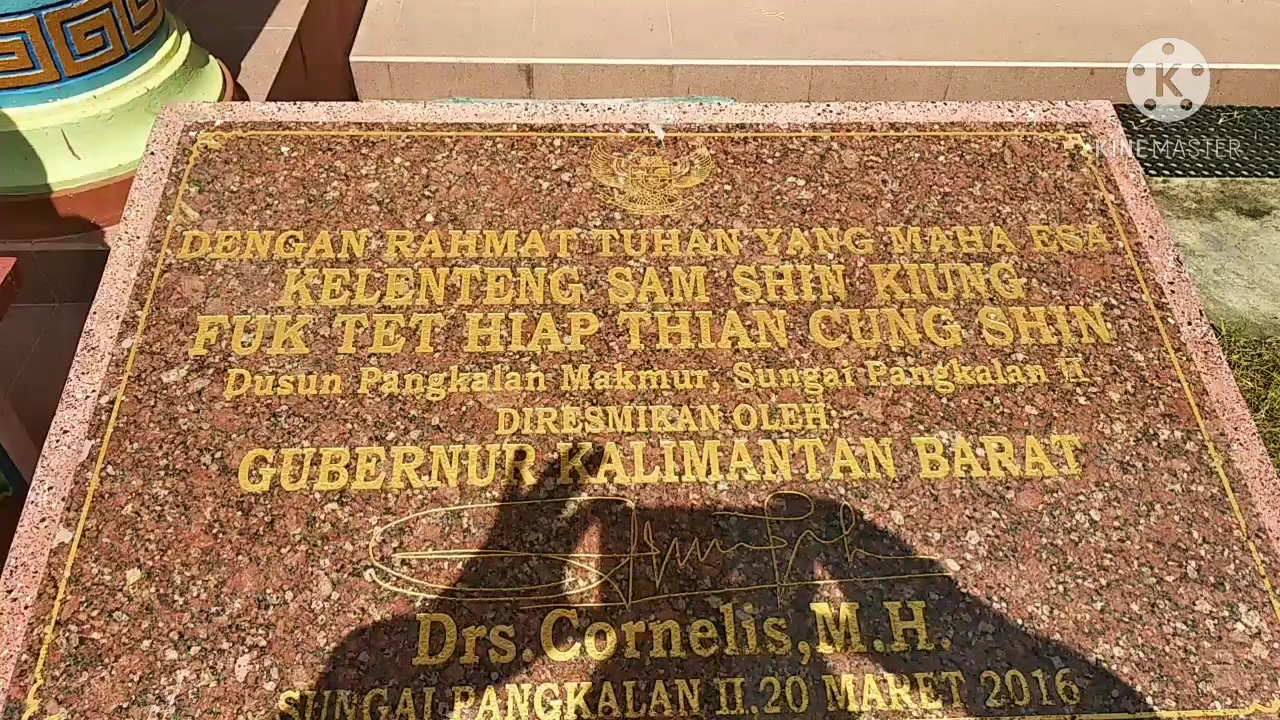 K
KINEMASTER
DENGAN RAHMAT TUHAN YANG MAHA ESA
KELENTENG SAM SHIN KIUNG
FUK TET HIAP THIAN CUNG SHIN
Dusun Pangkalan Makmur, Sungai Pangkalan II
DIRESMIKAN OLEH:
GUBERNUR KALIMANTAN BARAT
Drs.Cornelis,M.H.
SUNGAI PANGKALAN II.20 MARET 2016